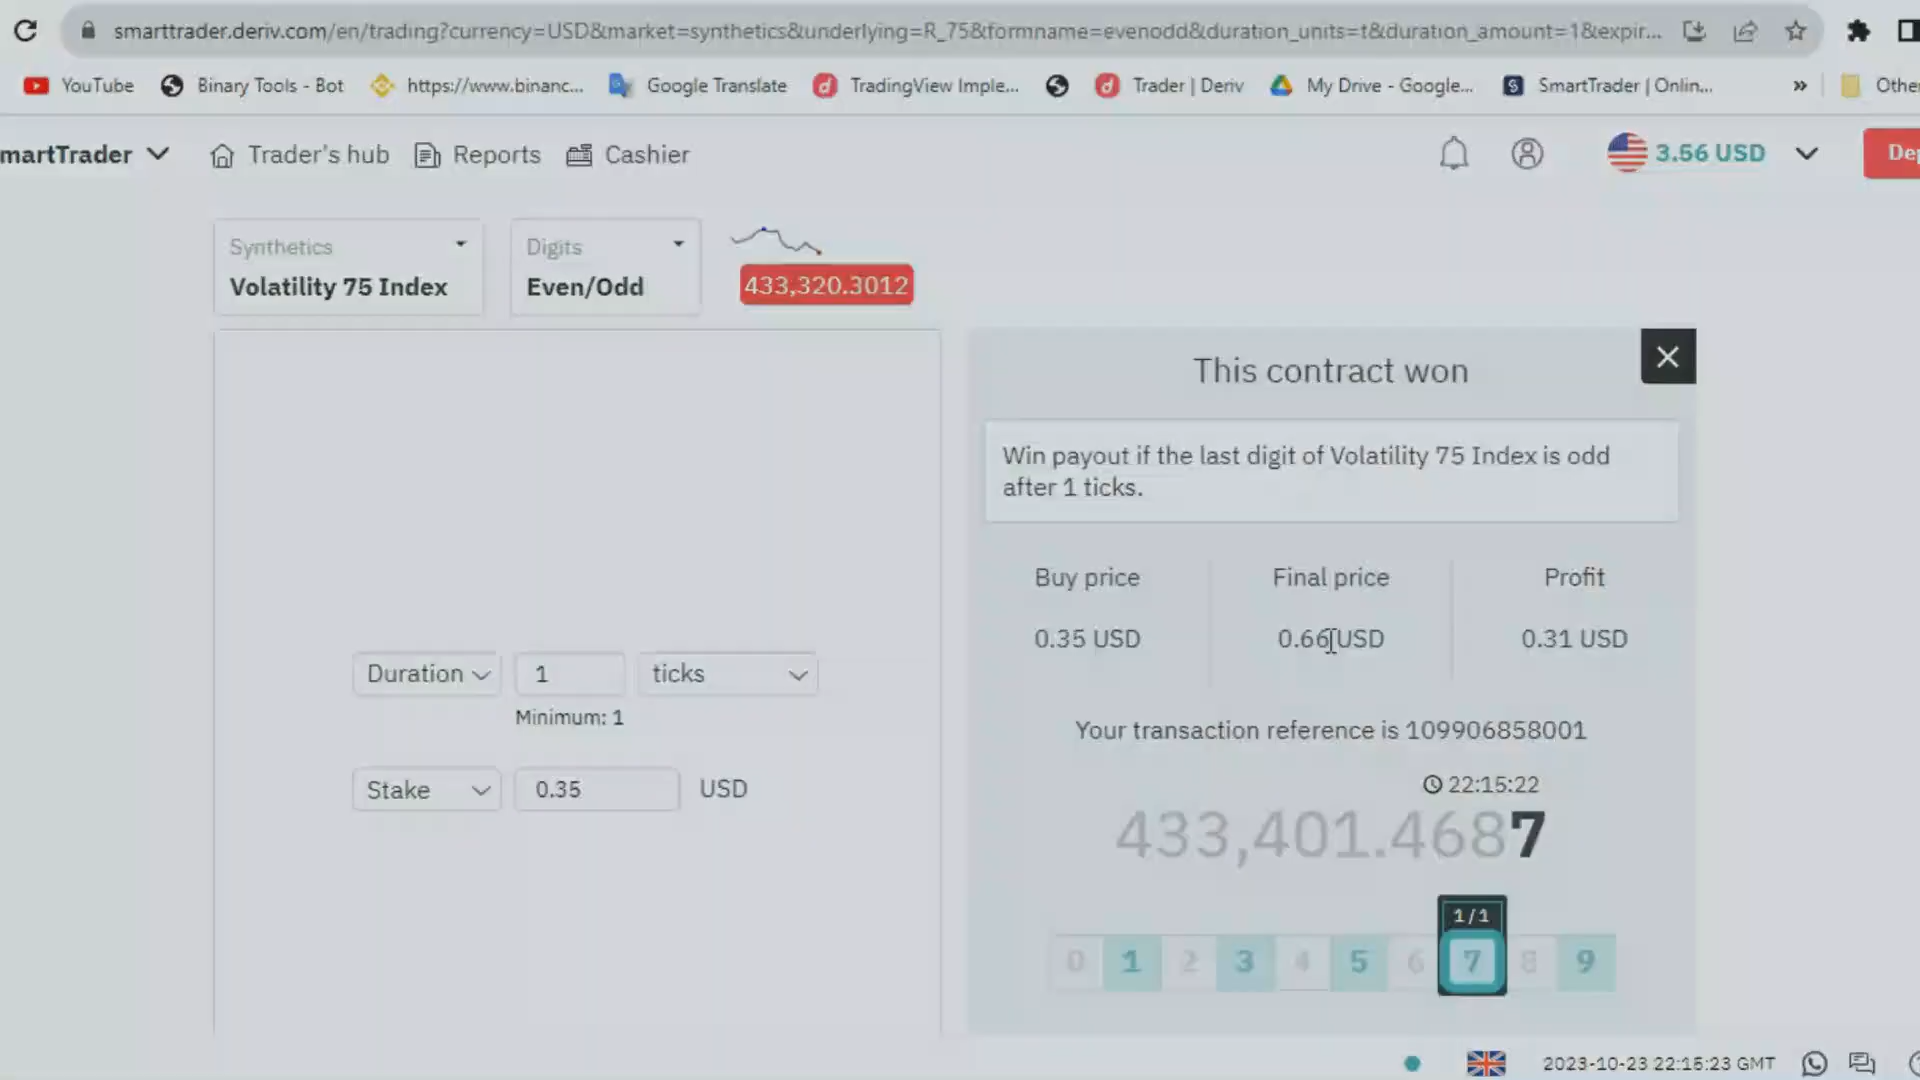 smarttrader.deriv.com/en/trading?currency=USD&market=synthetics&underlying=R_75&formname=evenodd&duration_units=t&duration_amount=1&expir...
YouTube Binary Tools - Bot https://www.binanc... Google Translate TradingView Imple... Trader | Deriv My Drive - Google... SmartTrader | Onlin... » Othe
martTrader Trader's hub Reports Cashier 3.56 USD De
Synthetics
Volatility 75 Index
Digits
Even/Odd
433,320.3012
This contract won
Win payout if the last digit of Volatility 75 Index is odd
after 1 ticks.
Buy price Final price Profit
0.35 USD 0.66 USD 0.31 USD
Duration 1 ticks
Minimum: 1
Stake 0.35 USD
Your transaction reference is 109906858001
22:15:22
433,401.4687
1/1
0 1 2 3 4 5 6 7 8 9
2023-10-23 22:15:23 GMT